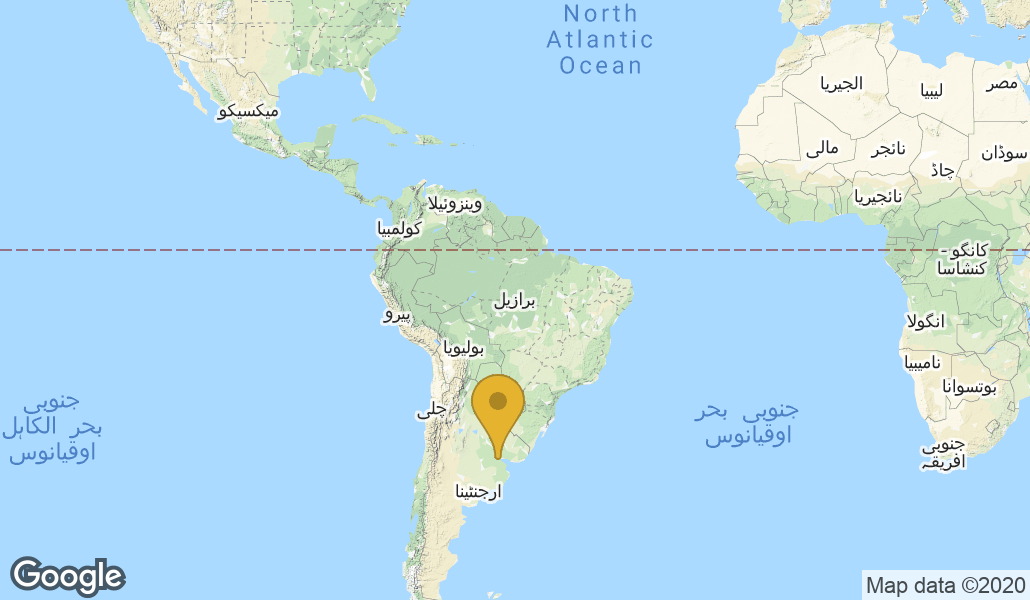 North
Atlantic
Ocean
میکسیکو
الجیریا
لیبیا
مصر
مالی
نائجر
چاڈ
سوڈان
نائجیریا
وینزوئیلا
کولمبیا
کانگو -
کنشاسا
برازیل
پیرو
انگولا
بولیویا
نامیبیا
بوتسوانا
چلی
جنوبی
بحر الکاہل
اوقیانوس
جنوبی بحر
اوقیانوس
جنوبی
افریقہ
ارجنٹینا
Google
Map data ©2020